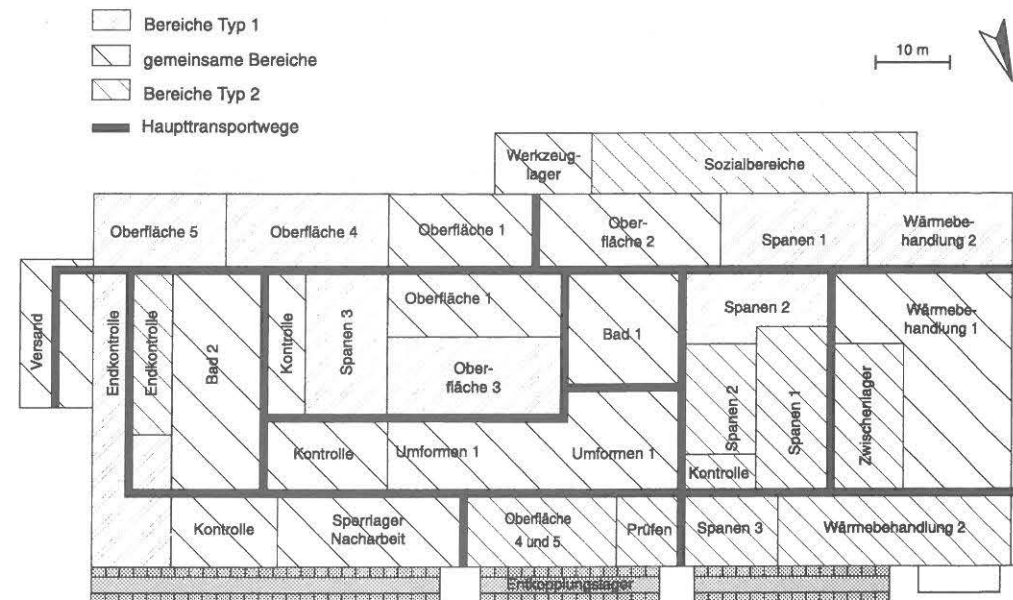 Bereiche Typ 1
gemeinsame Bereiche
Bereiche Typ 2
Haupttransportwege
10 m
Werkzeug-
lager
Sozialbereiche
Oberfläche 5
Oberfläche 4
Oberfläche 1
Ober-
fläche 2
Spanen 1
Wärmebe-
handlung 2
Versand
Endkontrolle
Endkontrolle
Bad 2
Kontrolle
Spanen 3
Oberfläche 1
Ober-
fläche 3
Bad 1
Spanen 2
Spanen 2
Spanen 1
Kontrolle
Zwischenlager
Wärmebe-
handlung 1
Kontrolle
Umformen 1
Umformen 1
Kontrolle
Sperrlager
Nacharbeit
Oberfläche
4 und 5
Prüfen
Spanen 3
Wärmebehandlung 2
Entkopplungslager